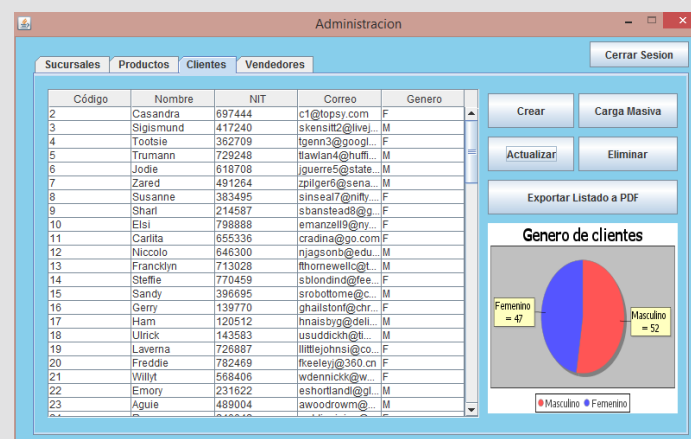 Administracion
Cerrar Sesion
Sucursales Productos Clientes Vendedores
Código Nombre NIT Correo Genero
2 Casandra 697444 c1@topsy.com F
3 Sigismund 417240 skensitt2@livej... M
4 Tootsie 362709 tgenn3@googl... F
5 Trumann 729248 tlawlan4@huffi... M
6 Jodie 618708 jguerre5@state... M
7 Zared 491264 zpilger6@sena... M
8 Susanne 383495 sinseal7@nifty.... F
9 Sharl 214587 sbanstead8@g... F
10 Elsi 798888 emanzell9@ny... F
11 Carlita 655336 cradina@go.com F
12 Niccolo 646300 njagsonb@edu... M
13 Francklyn 713028 fthornewellc@t... M
14 Steffie 770459 sblondind@fee... F
15 Sandy 396695 srobottome@c... M
16 Gerry 139770 ghailstonf@chr... F
17 Ham 120512 hnaisbyg@deli... M
18 Ulrick 143583 usuddickh@ti... M
19 Laverna 726887 llittlejohnsi@co... F
20 Freddie 782469 fkeeleyj@360.cn F
21 Willyt 568406 wdennickk@w... F
22 Emory 231622 eshortlandl@gl... M
23 Aguie 489004 awoodrowm@... M
Crear Carga Masiva
Actualizar Eliminar
Exportar Listado a PDF
Genero de clientes
Femenino
= 47
Masculino
= 52
Masculino Femenino